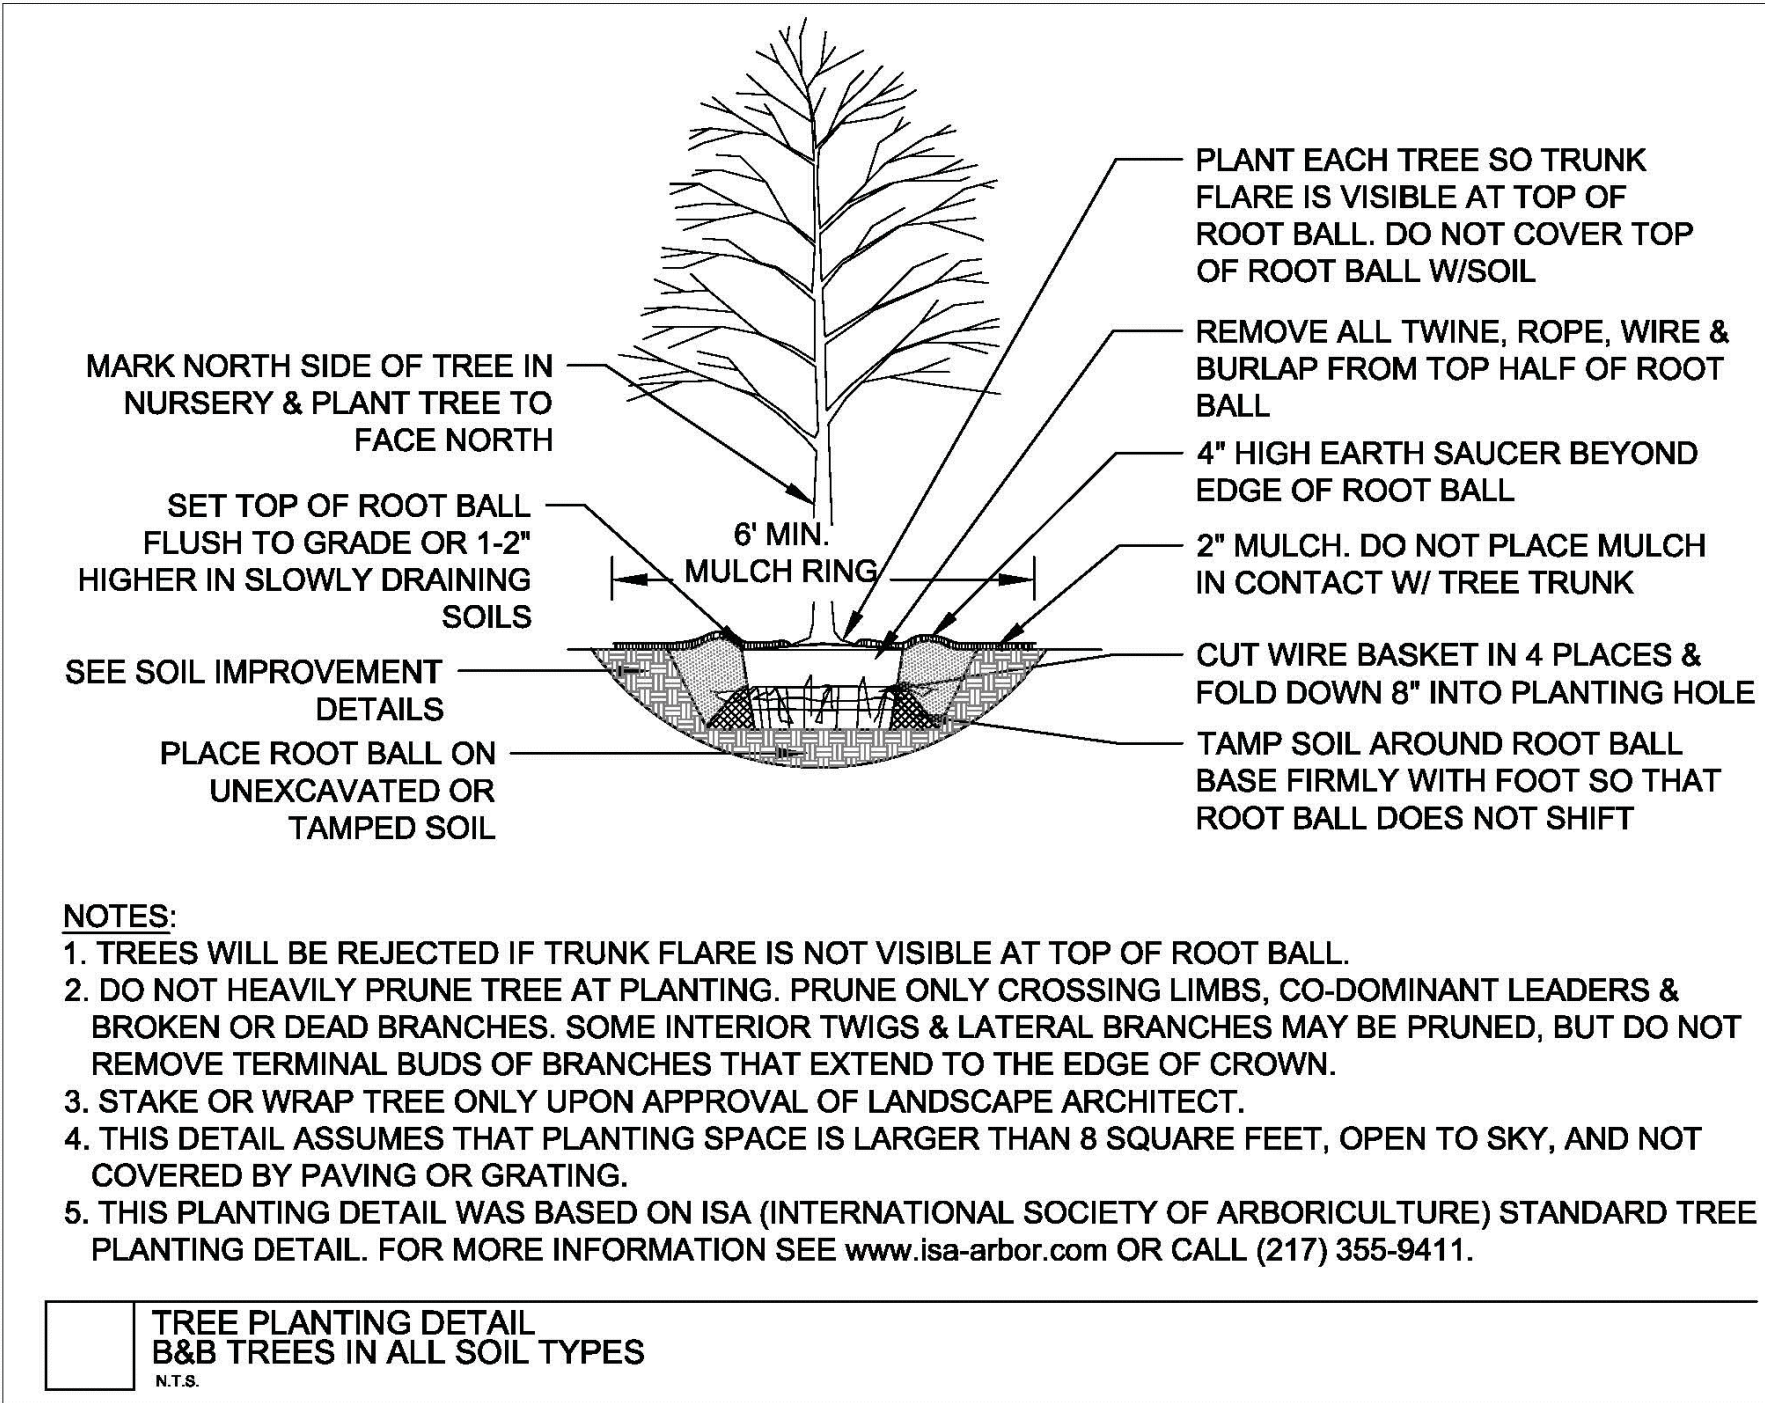 MARK NORTH SIDE OF TREE IN
NURSERY & PLANT TREE TO
FACE NORTH
SET TOP OF ROOT BALL
FLUSH TO GRADE OR 1-2"
HIGHER IN SLOWLY DRAINING
SOILS
SEE SOIL IMPROVEMENT
DETAILS
PLACE ROOT BALL ON
UNEXCAVATED OR
TAMPED SOIL
6' MIN.
MULCH RING
PLANT EACH TREE SO TRUNK
FLARE IS VISIBLE AT TOP OF
ROOT BALL. DO NOT COVER TOP
OF ROOT BALL W/SOIL
REMOVE ALL TWINE, ROPE, WIRE &
BURLAP FROM TOP HALF OF ROOT
BALL
4" HIGH EARTH SAUCER BEYOND
EDGE OF ROOT BALL
2" MULCH. DO NOT PLACE MULCH
IN CONTACT W/ TREE TRUNK
CUT WIRE BASKET IN 4 PLACES &
FOLD DOWN 8" INTO PLANTING HOLE
TAMP SOIL AROUND ROOT BALL
BASE FIRMLY WITH FOOT SO THAT
ROOT BALL DOES NOT SHIFT
NOTES:
1. TREES WILL BE REJECTED IF TRUNK FLARE IS NOT VISIBLE AT TOP OF ROOT BALL.
2. DO NOT HEAVILY PRUNE TREE AT PLANTING. PRUNE ONLY CROSSING LIMBS, CO-DOMINANT LEADERS &
BROKEN OR DEAD BRANCHES. SOME INTERIOR TWIGS & LATERAL BRANCHES MAY BE PRUNED, BUT DO NOT
REMOVE TERMINAL BUDS OF BRANCHES THAT EXTEND TO THE EDGE OF CROWN.
3. STAKE OR WRAP TREE ONLY UPON APPROVAL OF LANDSCAPE ARCHITECT.
4. THIS DETAIL ASSUMES THAT PLANTING SPACE IS LARGER THAN 8 SQUARE FEET, OPEN TO SKY, AND NOT
COVERED BY PAVING OR GRATING.
5. THIS PLANTING DETAIL WAS BASED ON ISA (INTERNATIONAL SOCIETY OF ARBORICULTURE) STANDARD TREE
PLANTING DETAIL. FOR MORE INFORMATION SEE www.isa-arbor.com OR CALL (217) 355-9411.
TREE PLANTING DETAIL
B&B TREES IN ALL SOIL TYPES
N.T.S.